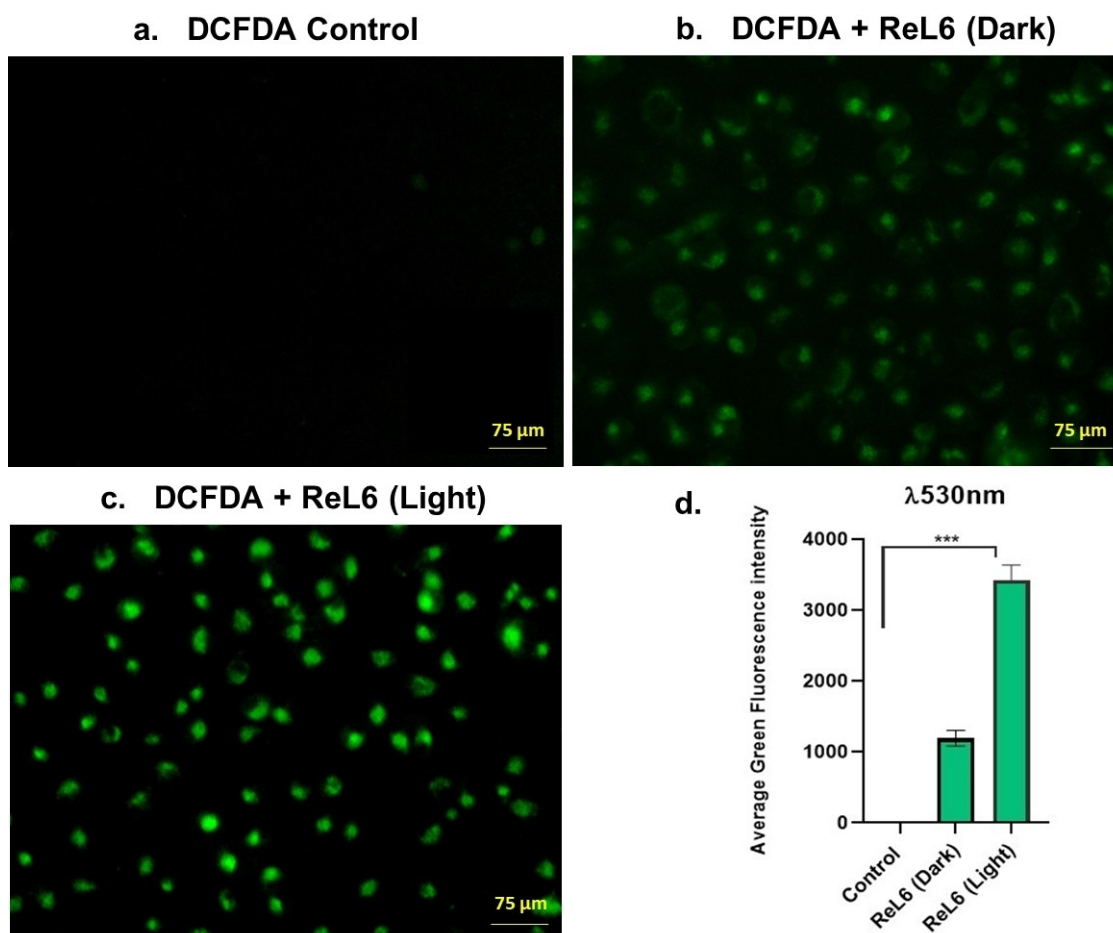 a. DCFDA Control
b. DCFDA + ReL6 (Dark)
75 µm
75 µm
c. DCFDA + ReL6 (Light)
75 µm
d.
λ530nm
Average Green Fluorescence intensity
4000
3000
2000
1000
0
***
Control
ReL6 (Dark)
ReL6 (Light)